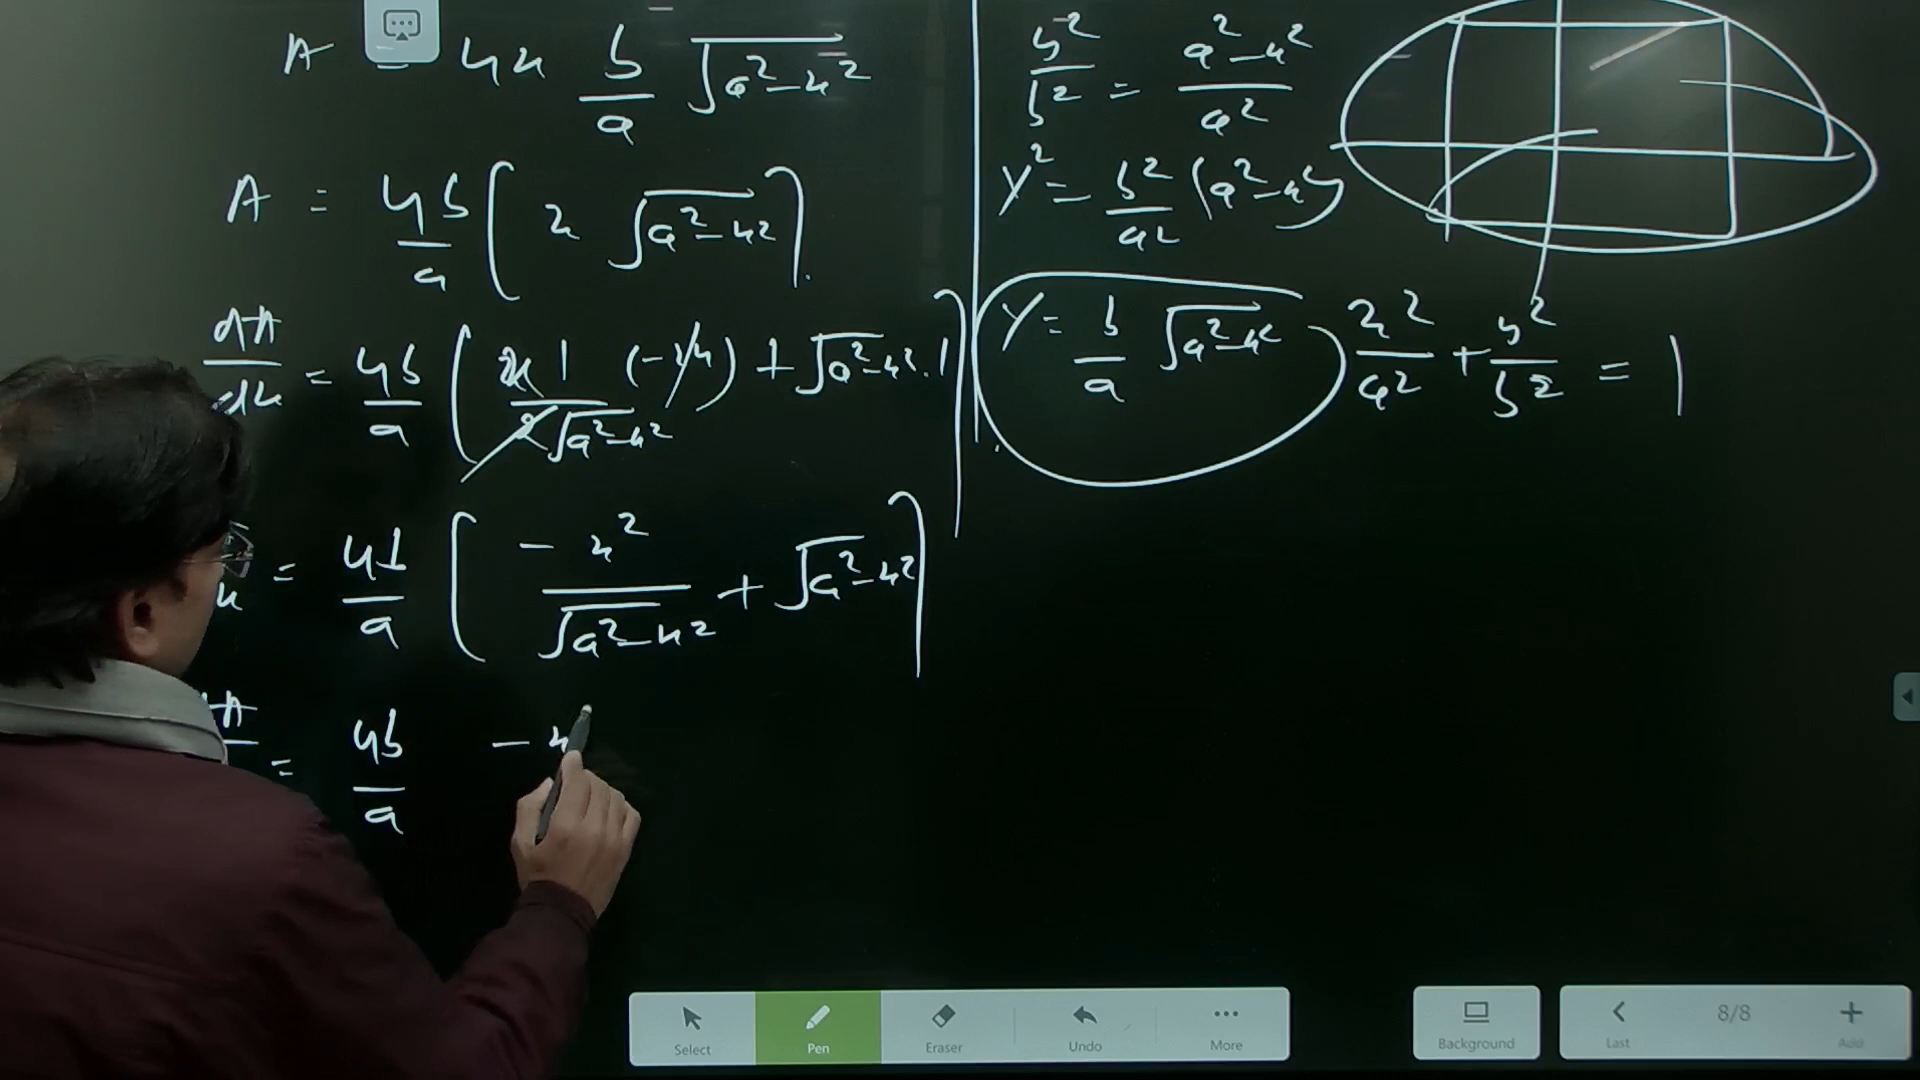 A = 4x b/a √(a²-x²)
A = 4b/a [x √(a²-x²)].
dA/dx = 4b/a [x 1/(2√(a²-x²)) (-2x) + √(a²-x²).1]
x = 4b/a [-x²/√(a²-x²) + √(a²-x²)]
A = 4b/a - x
y²/b² = (a²-x²)/a²
y² = b²/a² (a²-x²)
y = b/a √(a²-x²)
x²/a² + y²/b² = 1
Select Pen Eraser Undo More Background Last 8/8 Add